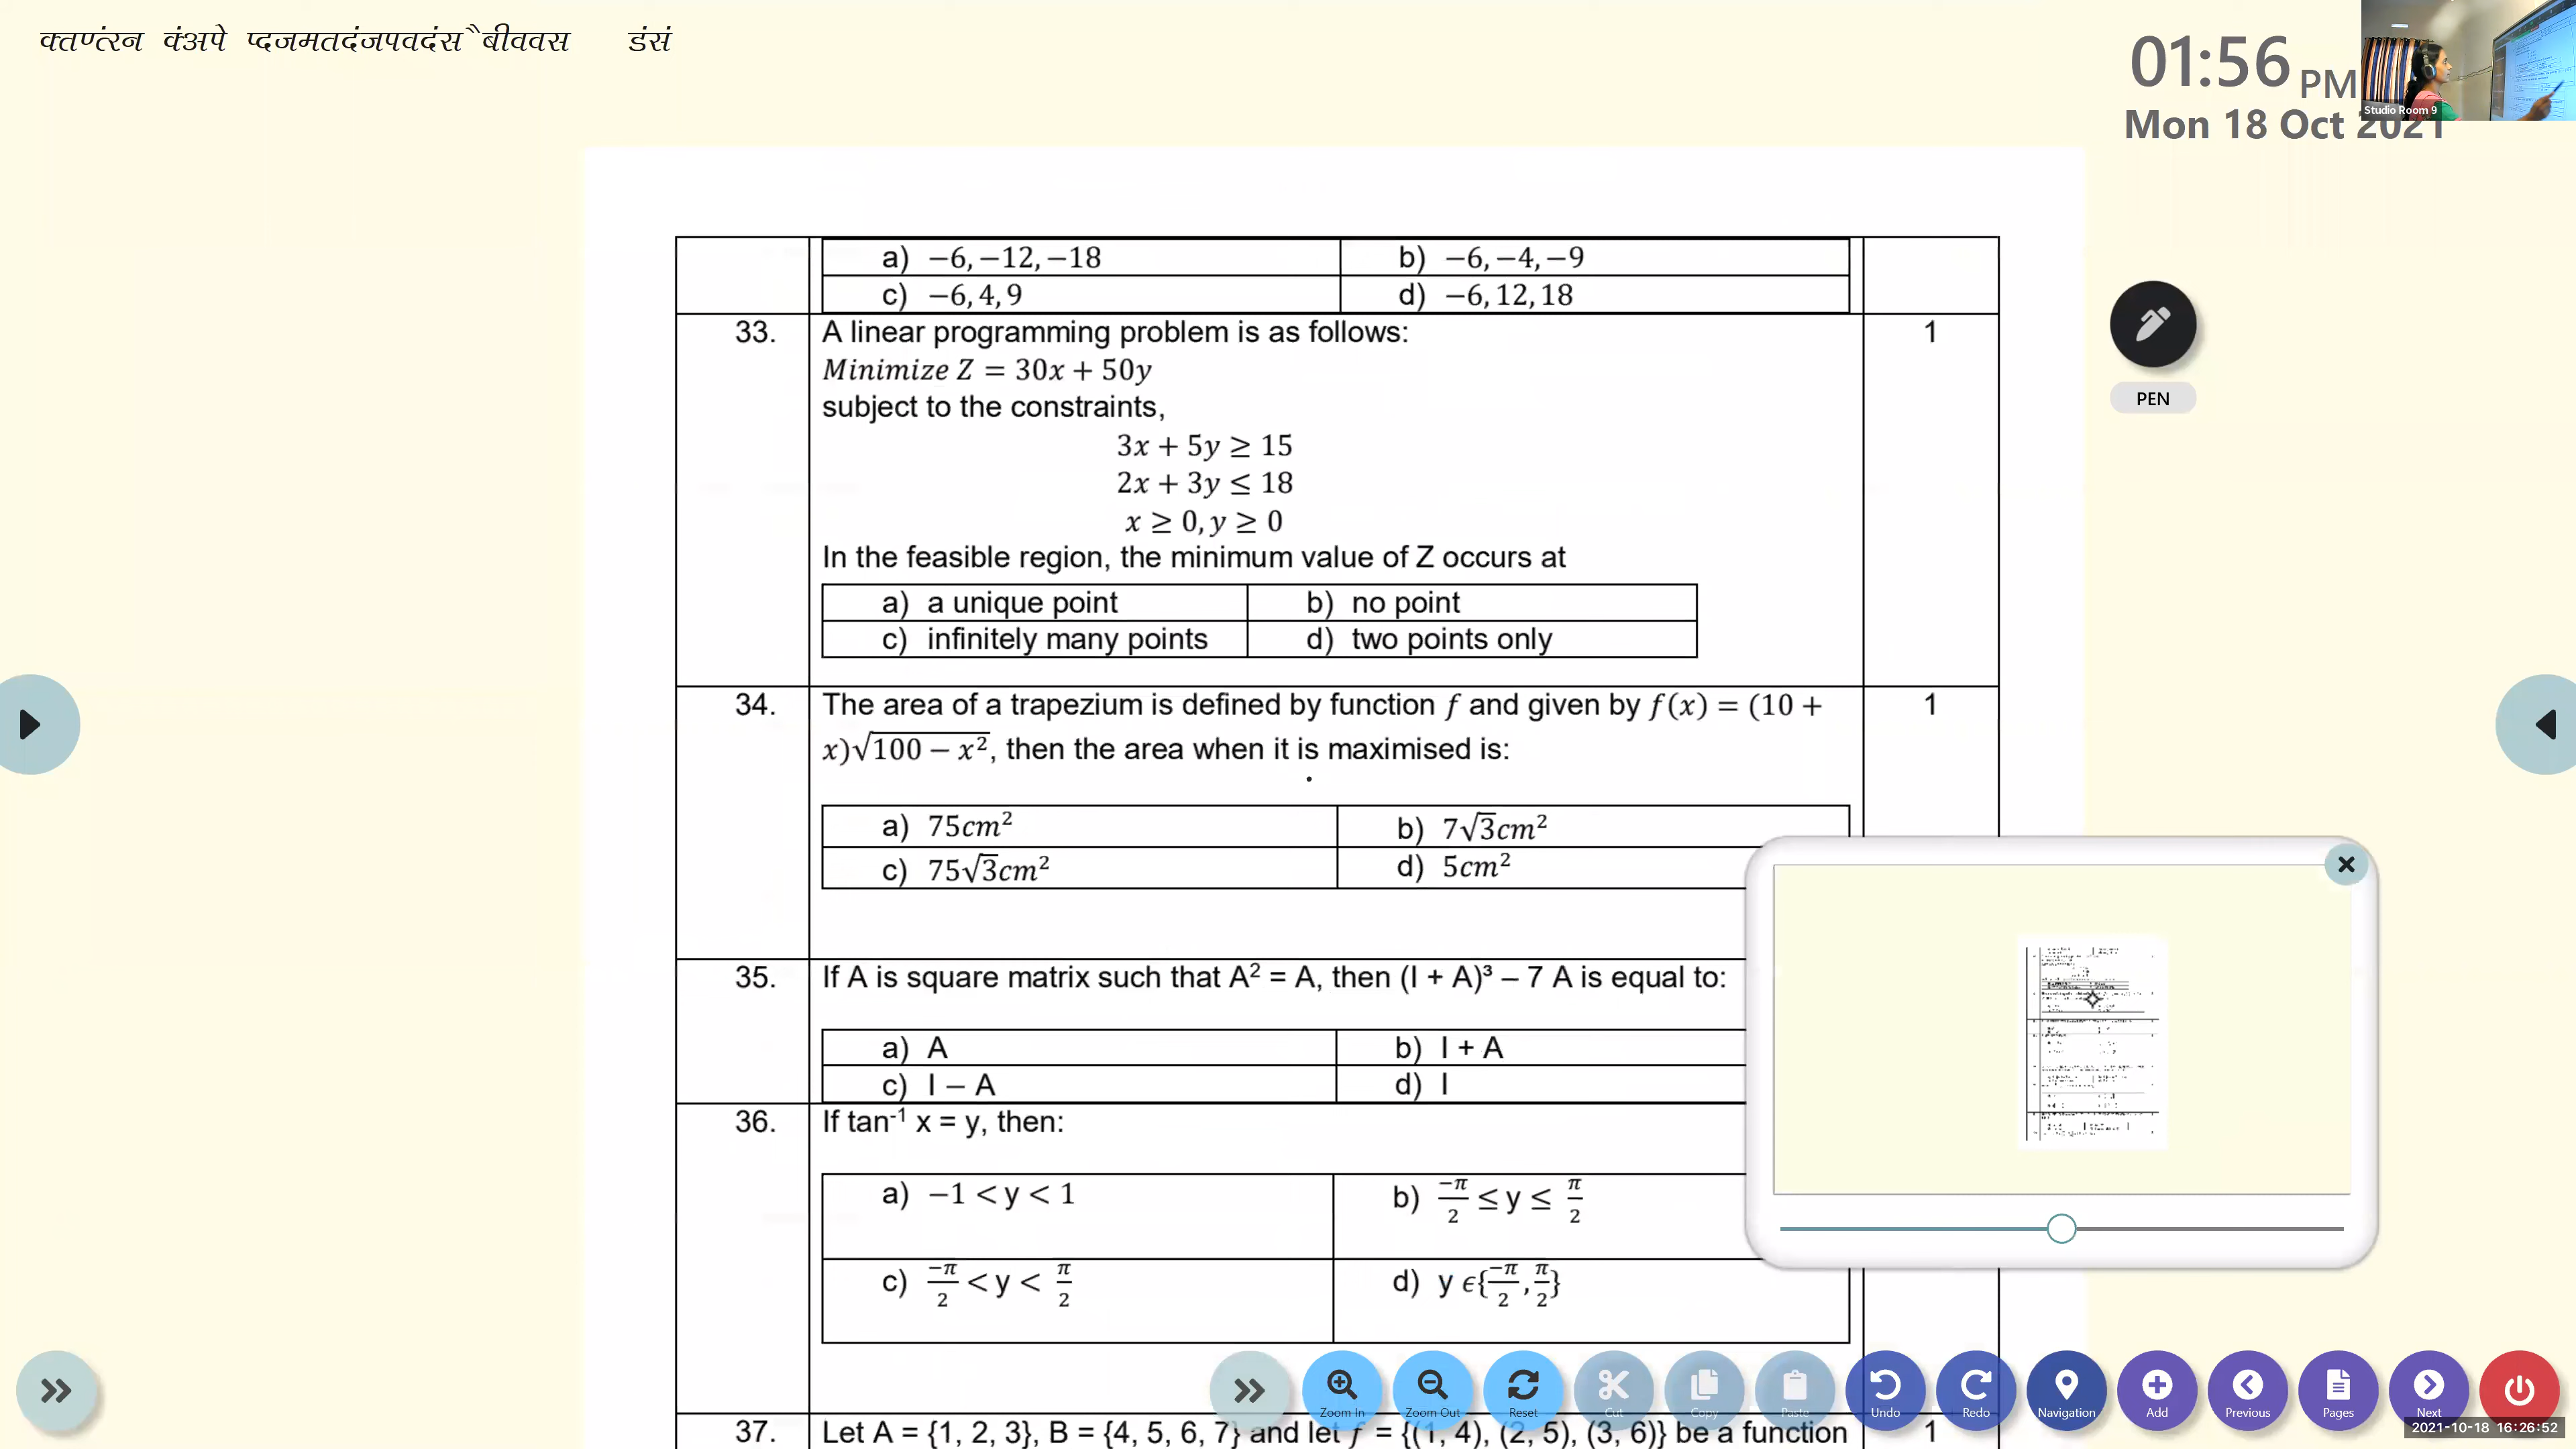 क्तण्त्ंरन क्ंअपे प्दजमतदंजपवदंस ैबीववस डंसं
01:56 PM
Mon 18 Oct 2021
Studio Room 9
PEN
a) −6, −12, −18 b) −6, −4, −9
c) −6, 4, 9 d) −6, 12, 18
33. A linear programming problem is as follows: 1
Minimize Z = 30x + 50y
subject to the constraints,
3x + 5y ≥ 15
2x + 3y ≤ 18
x ≥ 0, y ≥ 0
In the feasible region, the minimum value of Z occurs at
a) a unique point b) no point
c) infinitely many points d) two points only
34. The area of a trapezium is defined by function f and given by f(x) = (10 + 1
x)√100 − x², then the area when it is maximised is:
a) 75cm² b) 7√3cm²
c) 75√3cm² d) 5cm²
35. If A is square matrix such that A² = A, then (I + A)³ – 7 A is equal to:
a) A b) I + A
c) I − A d) I
36. If tan⁻¹ x = y, then:
a) −1 < y < 1 b) −π/2 ≤ y ≤ π/2
c) −π/2 < y < π/2 d) y ϵ{−π/2, π/2}
Zoom In Zoom Out Reset Cut Copy Paste Undo Redo Navigation Add Previous Pages Next
37. Let A = {1, 2, 3}, B = {4, 5, 6, 7} and let f = {(1, 4), (2, 5), (3, 6)} be a function 1
2021-10-18 16:26:52